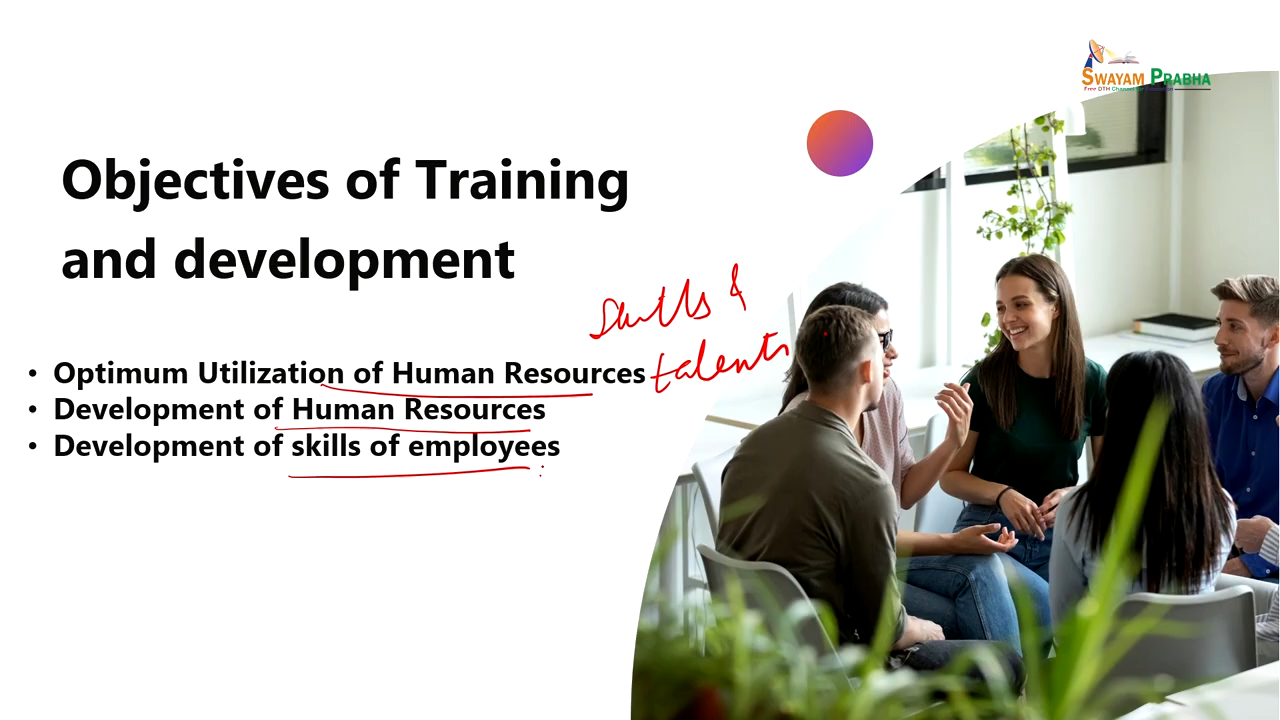 SWAYAM PRABHA
Objectives of Training
and development
skills &
talents
• Optimum Utilization of Human Resources
• Development of Human Resources
• Development of skills of employees